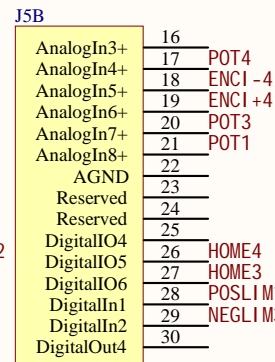 J5B
AnalogIn3+ 16
AnalogIn4+ 17 POT4
AnalogIn5+ 18 ENCI-4
AnalogIn6+ 19 ENCI+4
AnalogIn7+ 20 POT3
AnalogIn8+ 21 POT1
AGND 22
Reserved 23
Reserved 24
DigitalIO4 25
DigitalIO5 26 HOME4
DigitalIO6 27 HOME3
DigitalIn1 28 POSLIM
DigitalIn2 29 NEGLIM
DigitalOut4 30